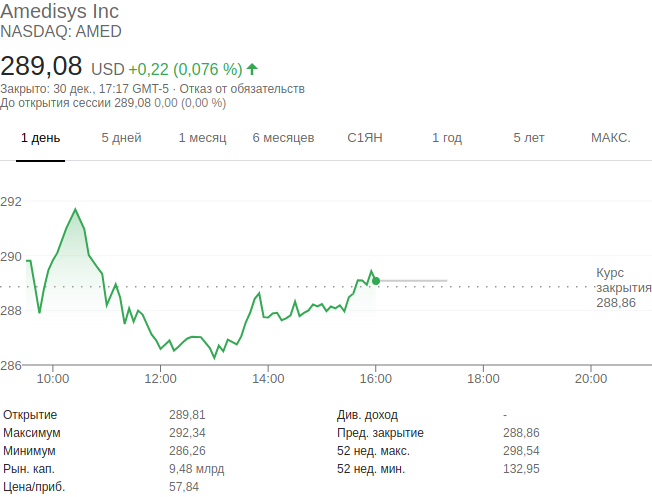 Amedisys Inc
NASDAQ: AMED
289,08 USD +0,22 (0,076 %)
Закрыто: 30 дек., 17:17 GMT-5 · Отказ от обязательств
До открытия сессии 289,08 0,00 (0,00 %)
1 день 5 дней 1 месяц 6 месяцев С1ЯН 1 год 5 лет МАКС.
292
290
Курс
закрытия
288,86
288
286
10:00 12:00 14:00 16:00 18:00 20:00
Открытие 289,81 Див. доход -
Максимум 292,34 Пред. закрытие 288,86
Минимум 286,26 52 нед. макс. 298,54
Рын. кап. 9,48 млрд 52 нед. мин. 132,95
Цена/приб. 57,84